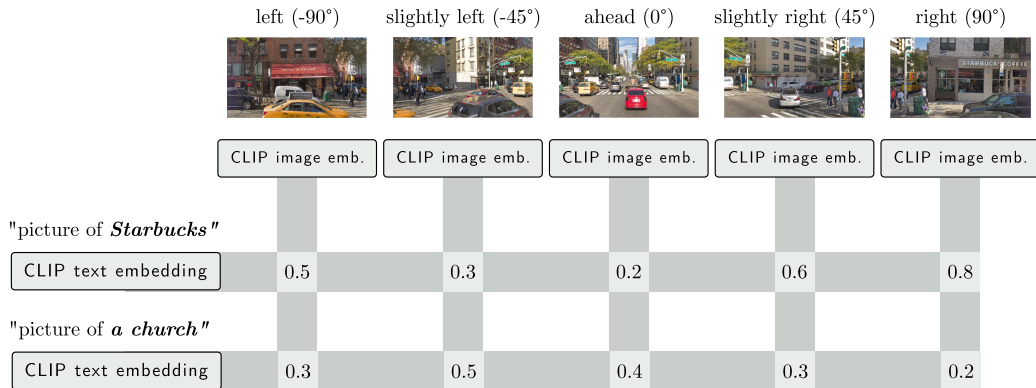 left (-90°) slightly left (-45°) ahead (0°) slightly right (45°) right (90°)
STARBUCKS COFFEE
CLIP image emb. CLIP image emb. CLIP image emb. CLIP image emb. CLIP image emb.
"picture of Starbucks"
CLIP text embedding 0.5 0.3 0.2 0.6 0.8
"picture of a church"
CLIP text embedding 0.3 0.5 0.4 0.3 0.2